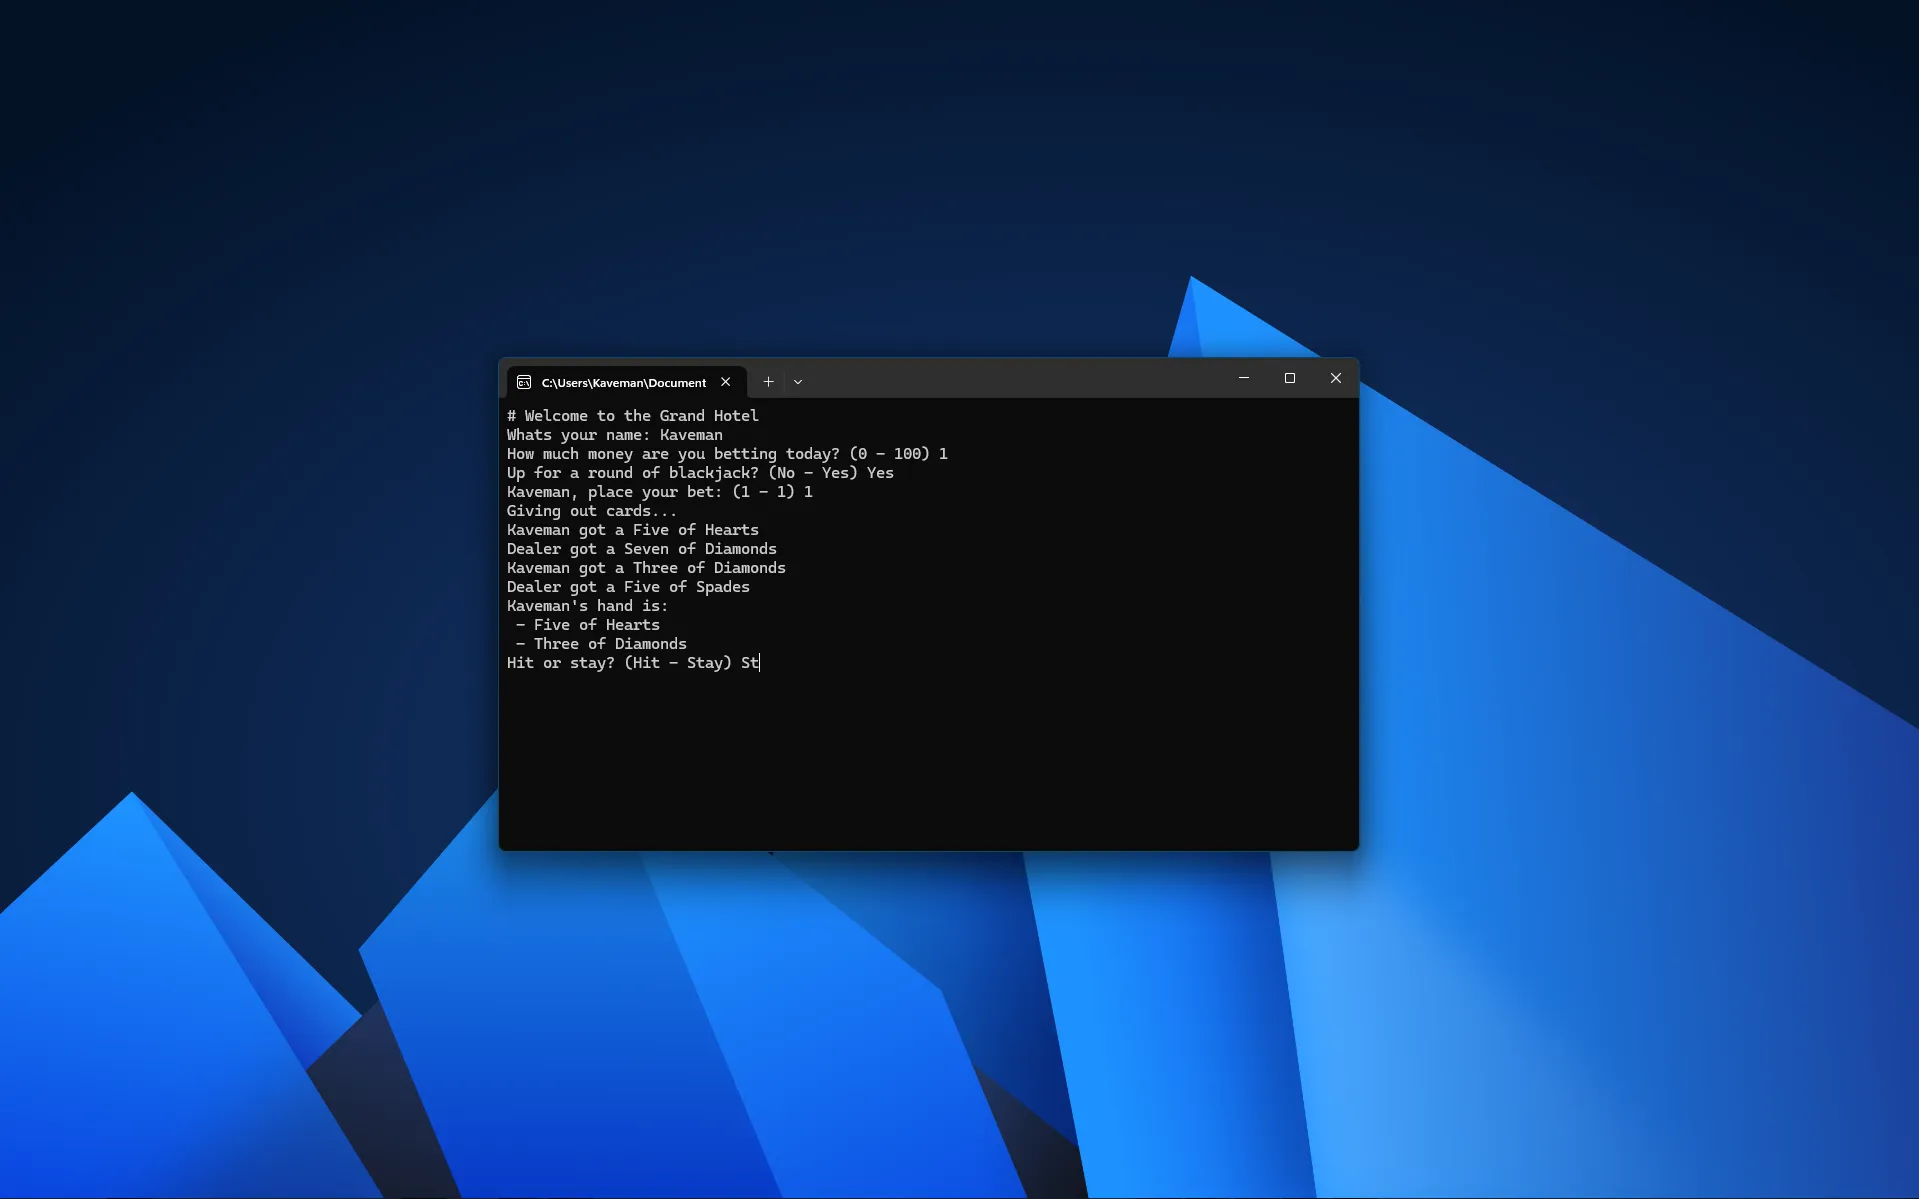 C:\Users\Kaveman\Document
# Welcome to the Grand Hotel
Whats your name: Kaveman
How much money are you betting today? (0 - 100) 1
Up for a round of blackjack? (No - Yes) Yes
Kaveman, place your bet: (1 - 1) 1
Giving out cards...
Kaveman got a Five of Hearts
Dealer got a Seven of Diamonds
Kaveman got a Three of Diamonds
Dealer got a Five of Spades
Kaveman's hand is:
 - Five of Hearts
 - Three of Diamonds
Hit or stay? (Hit - Stay) St